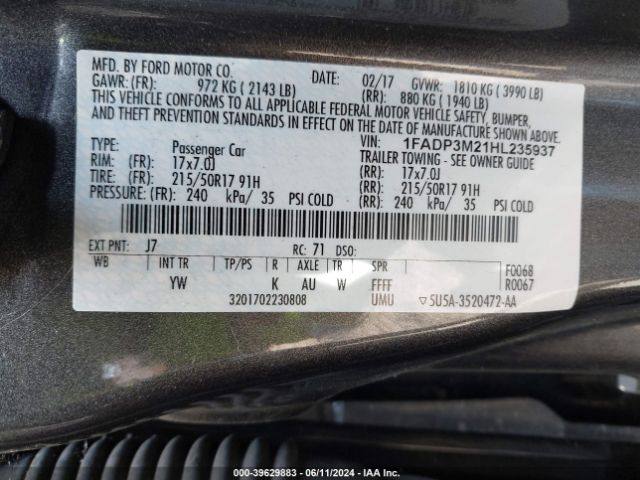 MFD. BY FORD MOTOR CO. DATE: 02/17 GVWR: 1810 KG ( 3990 LB)
GAWR: (FR): 972 KG ( 2143 LB) (RR): 880 KG ( 1940 LB)
THIS VEHICLE CONFORMS TO ALL APPLICABLE FEDERAL MOTOR VEHICLE SAFETY, BUMPER,
AND THEFT PREVENTION STANDARDS IN EFFECT ON THE DATE OF MANUFACTURE SHOWN ABOVE.
VIN: 1FADP3M21HL235937
TYPE: Passenger Car TRAILER TOWING - SEE OWNER GUIDE
RIM: (FR): 17x7.0J (RR): 17x7.0J
TIRE: (FR): 215/50R17 91H (RR): 215/50R17 91H
PRESSURE: (FR): 240 kPa/ 35 PSI COLD (RR): 240 kPa/ 35 PSI COLD
EXT PNT: J7 RC: 71 DSO:
WB INT TR TP/PS R AXLE TR SPR F0068
YW K AU W FFFF R0067
3201702230808 UMU ▽5U5A-3520472-AA
000-39629883 - 06/11/2024 - IAA Inc.